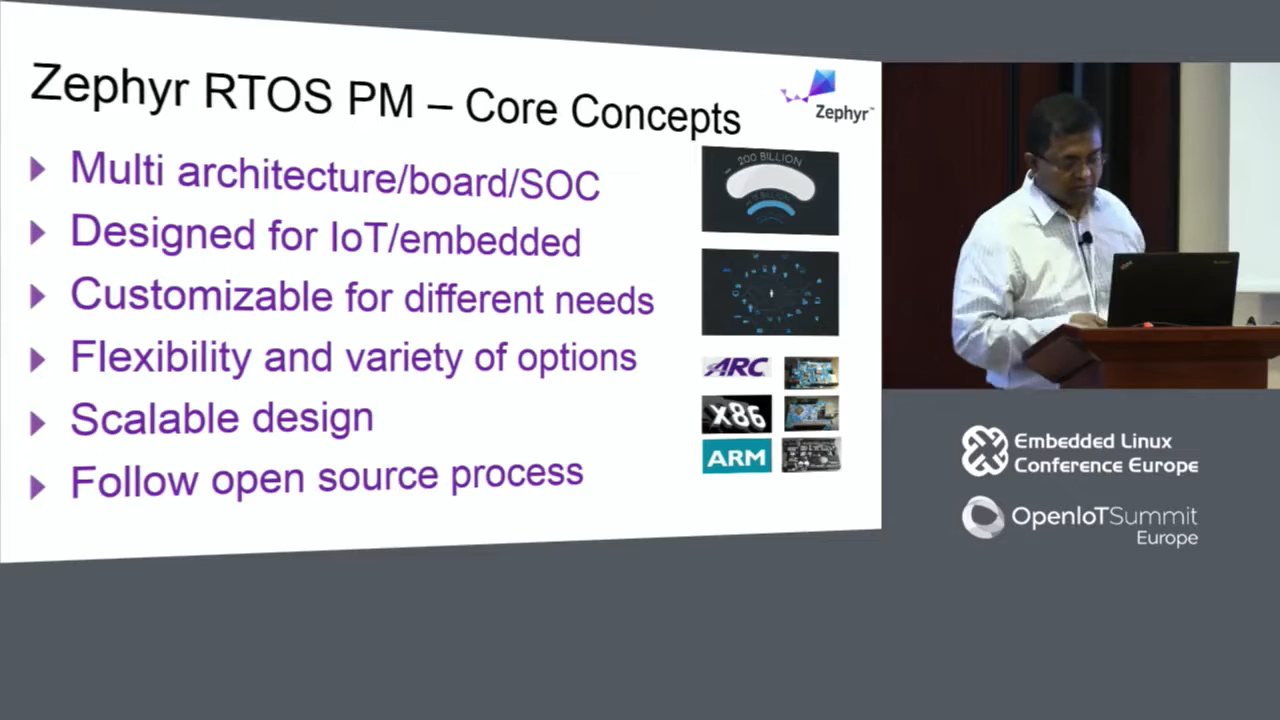 Zephyr RTOS PM – Core Concepts
Zephyr™
Multi architecture/board/SOC
Designed for IoT/embedded
Customizable for different needs
Flexibility and variety of options
Scalable design
Follow open source process
200 BILLION
ARC
X86
ARM
Embedded Linux
Conference Europe
OpenIoTSummit
Europe